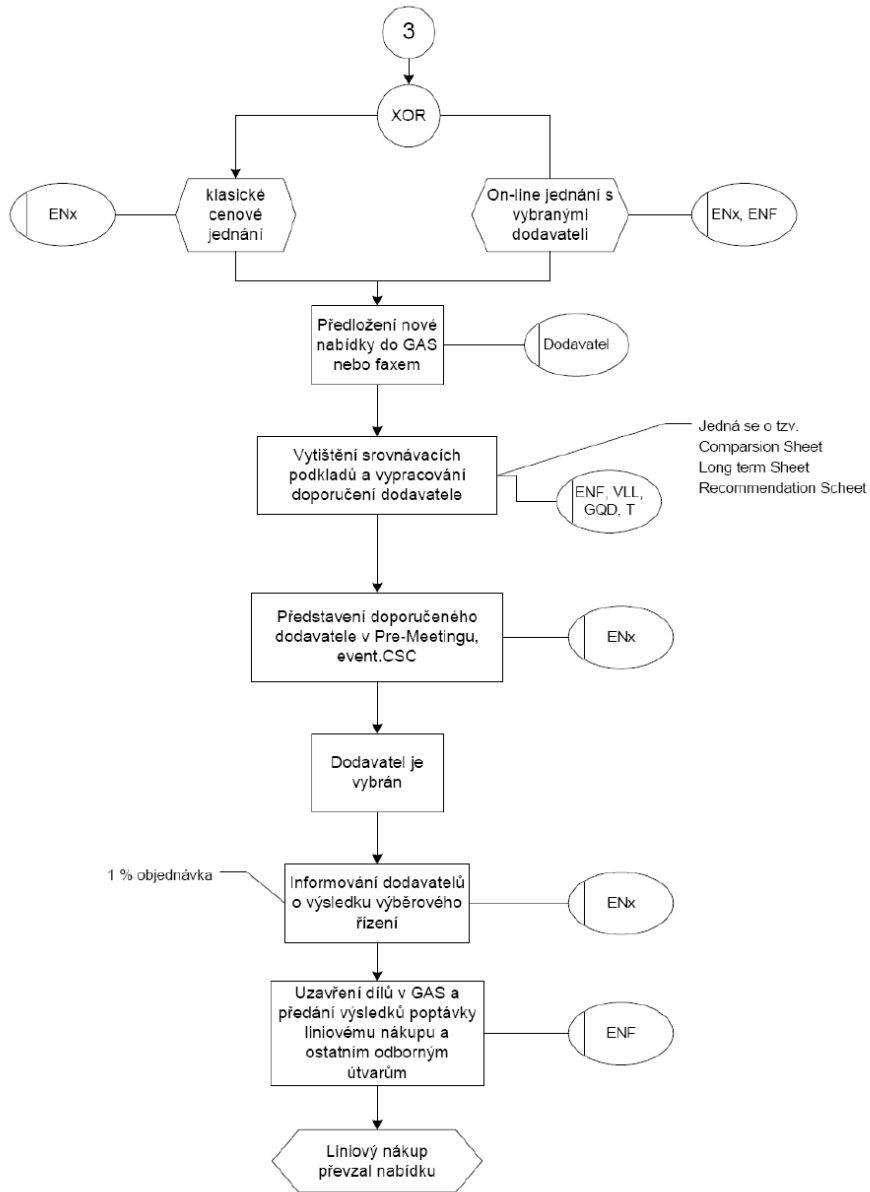 3
XOR
ENx
klasické
cenové
jednání
On-line jednání s
vybranými
dodavateli
ENx, ENF
Předložení nové
nabídky do GAS
nebo faxem
Dodavatel
Vytištění srovnávacích
podkladů a vypracování
doporučení dodavatele
Jedná se o tzv.
Comparsion Sheet
Long term Sheet
Recommendation Scheet
ENF, VLL,
GQD, T
Představení doporučeného
dodavatele v Pre-Meetingu,
event.CSC
ENx
Dodavatel je
vybrán
1 % objednávka
Informování dodavatelů
o výsledku výběrového
řízení
ENx
Uzavření dílů v GAS a
předání výsledků poptávky
liniovému nákupu a
ostatním odborným
útvarům
ENF
Liniový nákup
převzal nabídku